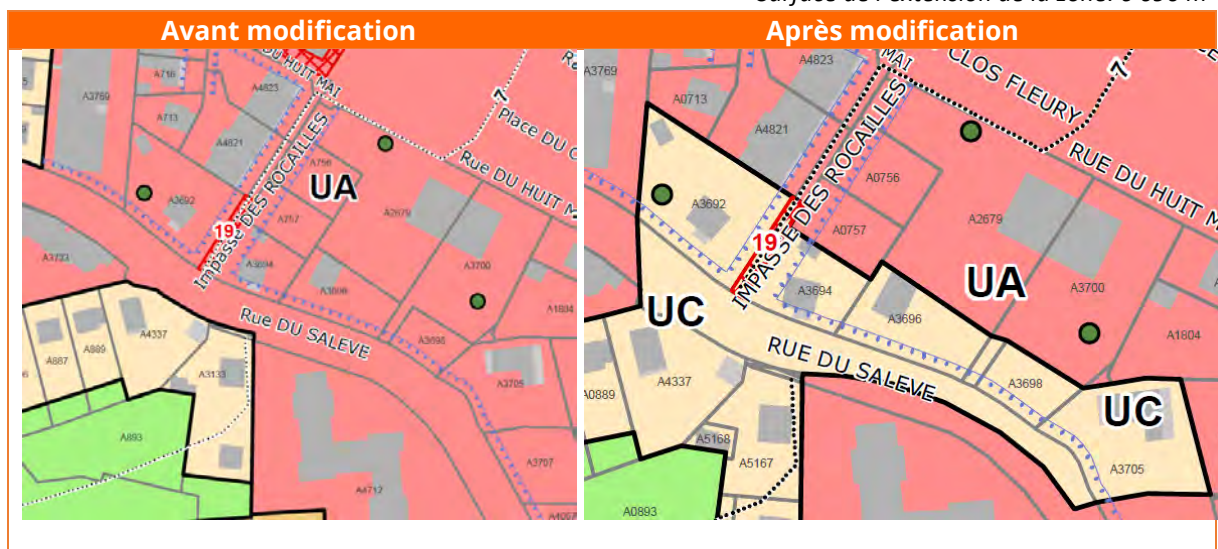 Avant modification
Après modification
DU HUIT MAI
7
Place DU C
A716
A4823
A3769
A713
A4821
Impasse DES ROCAILLES
A756
UA
Rue DU HUIT M
A3692
19
A757
A2679
A3694
A3733
A3700
A1804
Rue DU SALEVE
A4337
A887
A889
A3133
A3705
A893
A3707
A4712
A3769
A4823
MAI
CLOS FLEURY
7
A0713
A4821
IMPASSE DES ROCAILLES
A0756
RUE DU HUIT M
A3692
A2679
A0757
19
UA
A3694
A3700
A3696
UC
A1804
RUE DU SALEVE
A4337
A3698
A0889
UC
A5168
A5167
A3705
A0893